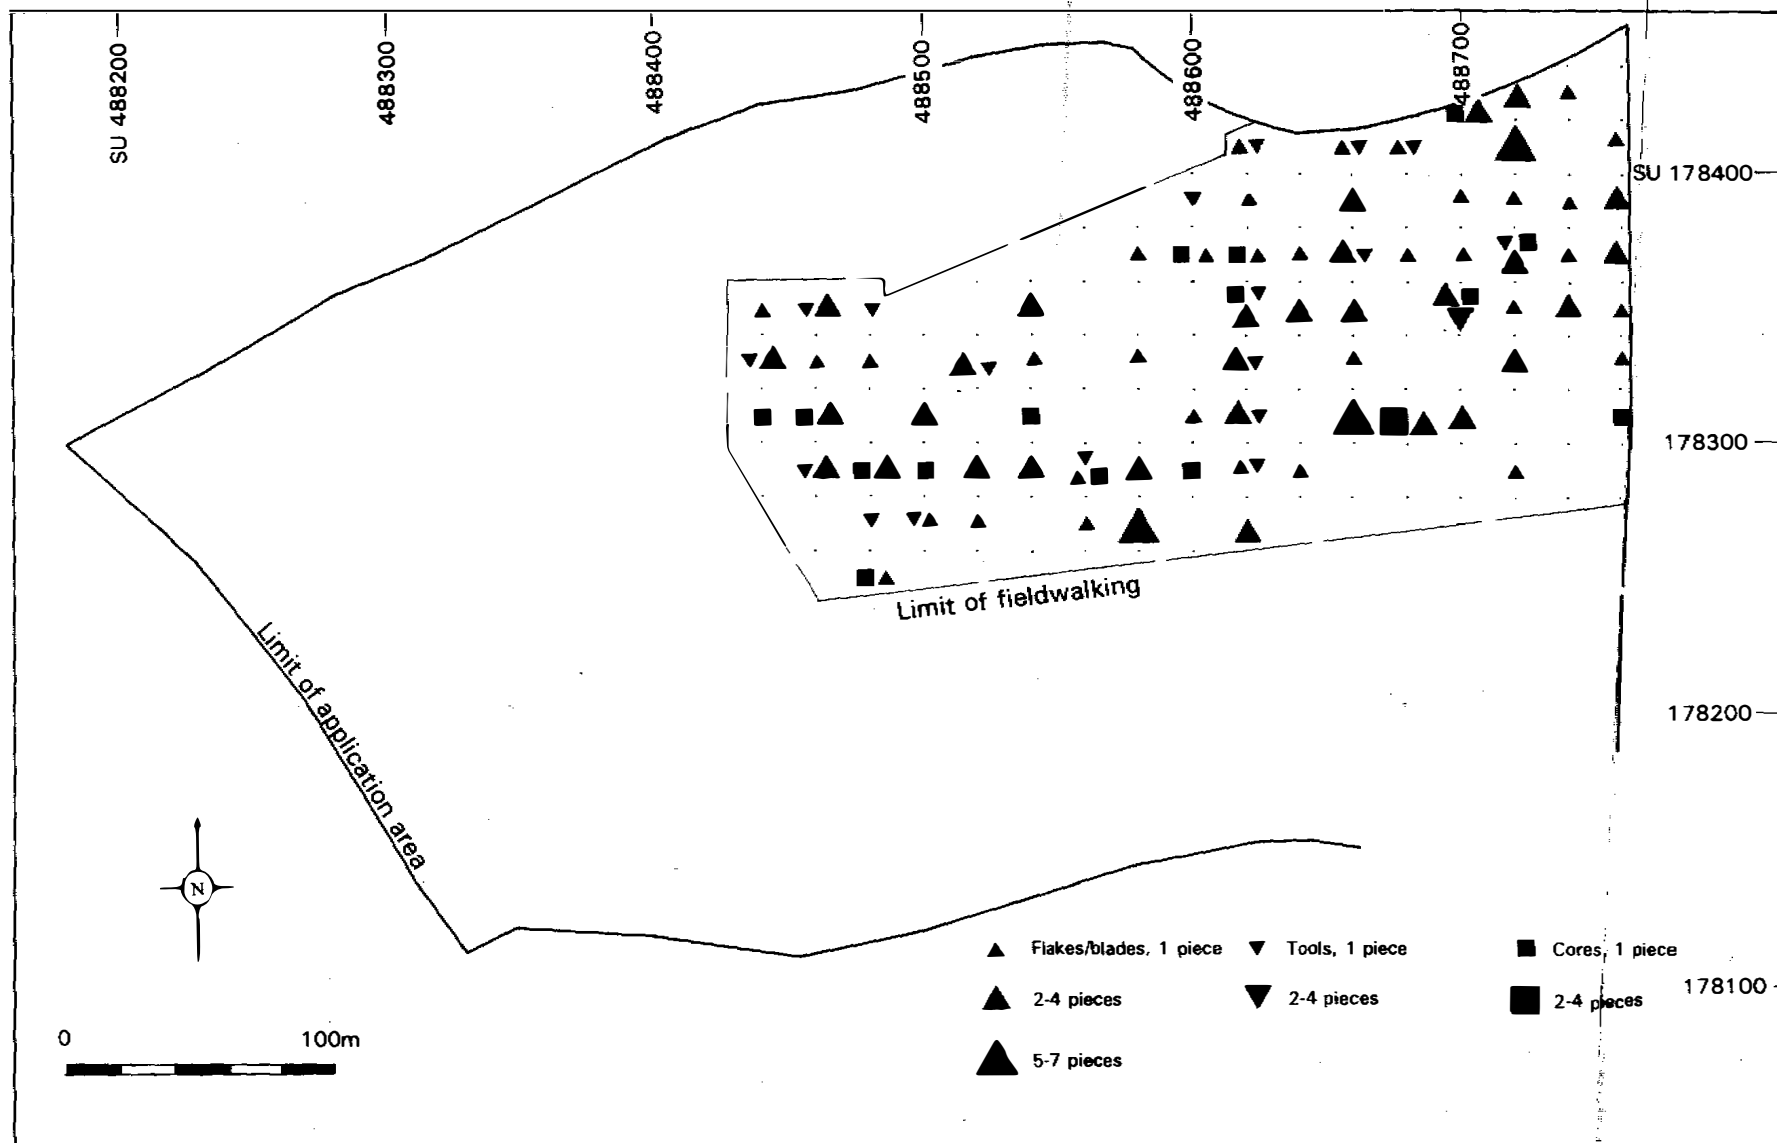 SU 488200
488300
488400
488500
488600
488700
SU 178400
178300
178200
178100
Limit of fieldwalking
Limit of application area
N
0 100m
Flakes/blades, 1 piece
2-4 pieces
5-7 pieces
Tools, 1 piece
2-4 pieces
Cores, 1 piece
2-4 pieces